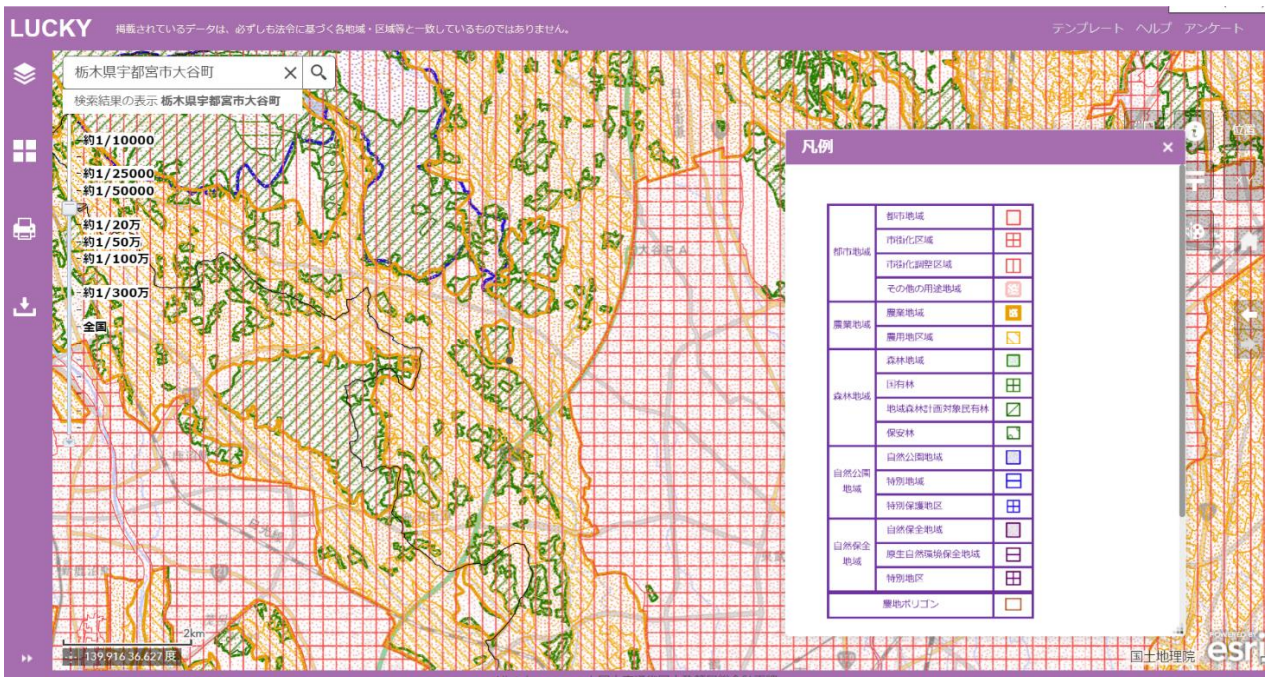 LUCKY
掲載されているデータは、必ずしも法令に基づく各地域・区域等と一致しているものではありません。
テンプレート ヘルプ アンケート
栃木県宇都宮市大谷町
検索結果の表示 栃木県宇都宮市大谷町
約1/10000
約1/25000
約1/50000
約1/20万
約1/50万
約1/100万
約1/300万
全国
大谷PA
日光線
2km
139.916 36.627 度
凡例
都市地域
都市地域
市街化区域
市街化調整区域
その他の用途地域
農業地域
農業地域
農用地区域
森林地域
森林地域
国有林
地域森林計画対象民有林
保安林
自然公園地域
自然公園地域
特別地域
特別保護地区
自然保全地域
自然保全地域
原生自然環境保全地域
特別地区
農地ポリゴン
位置
国土地理院
POWERED BY
esri